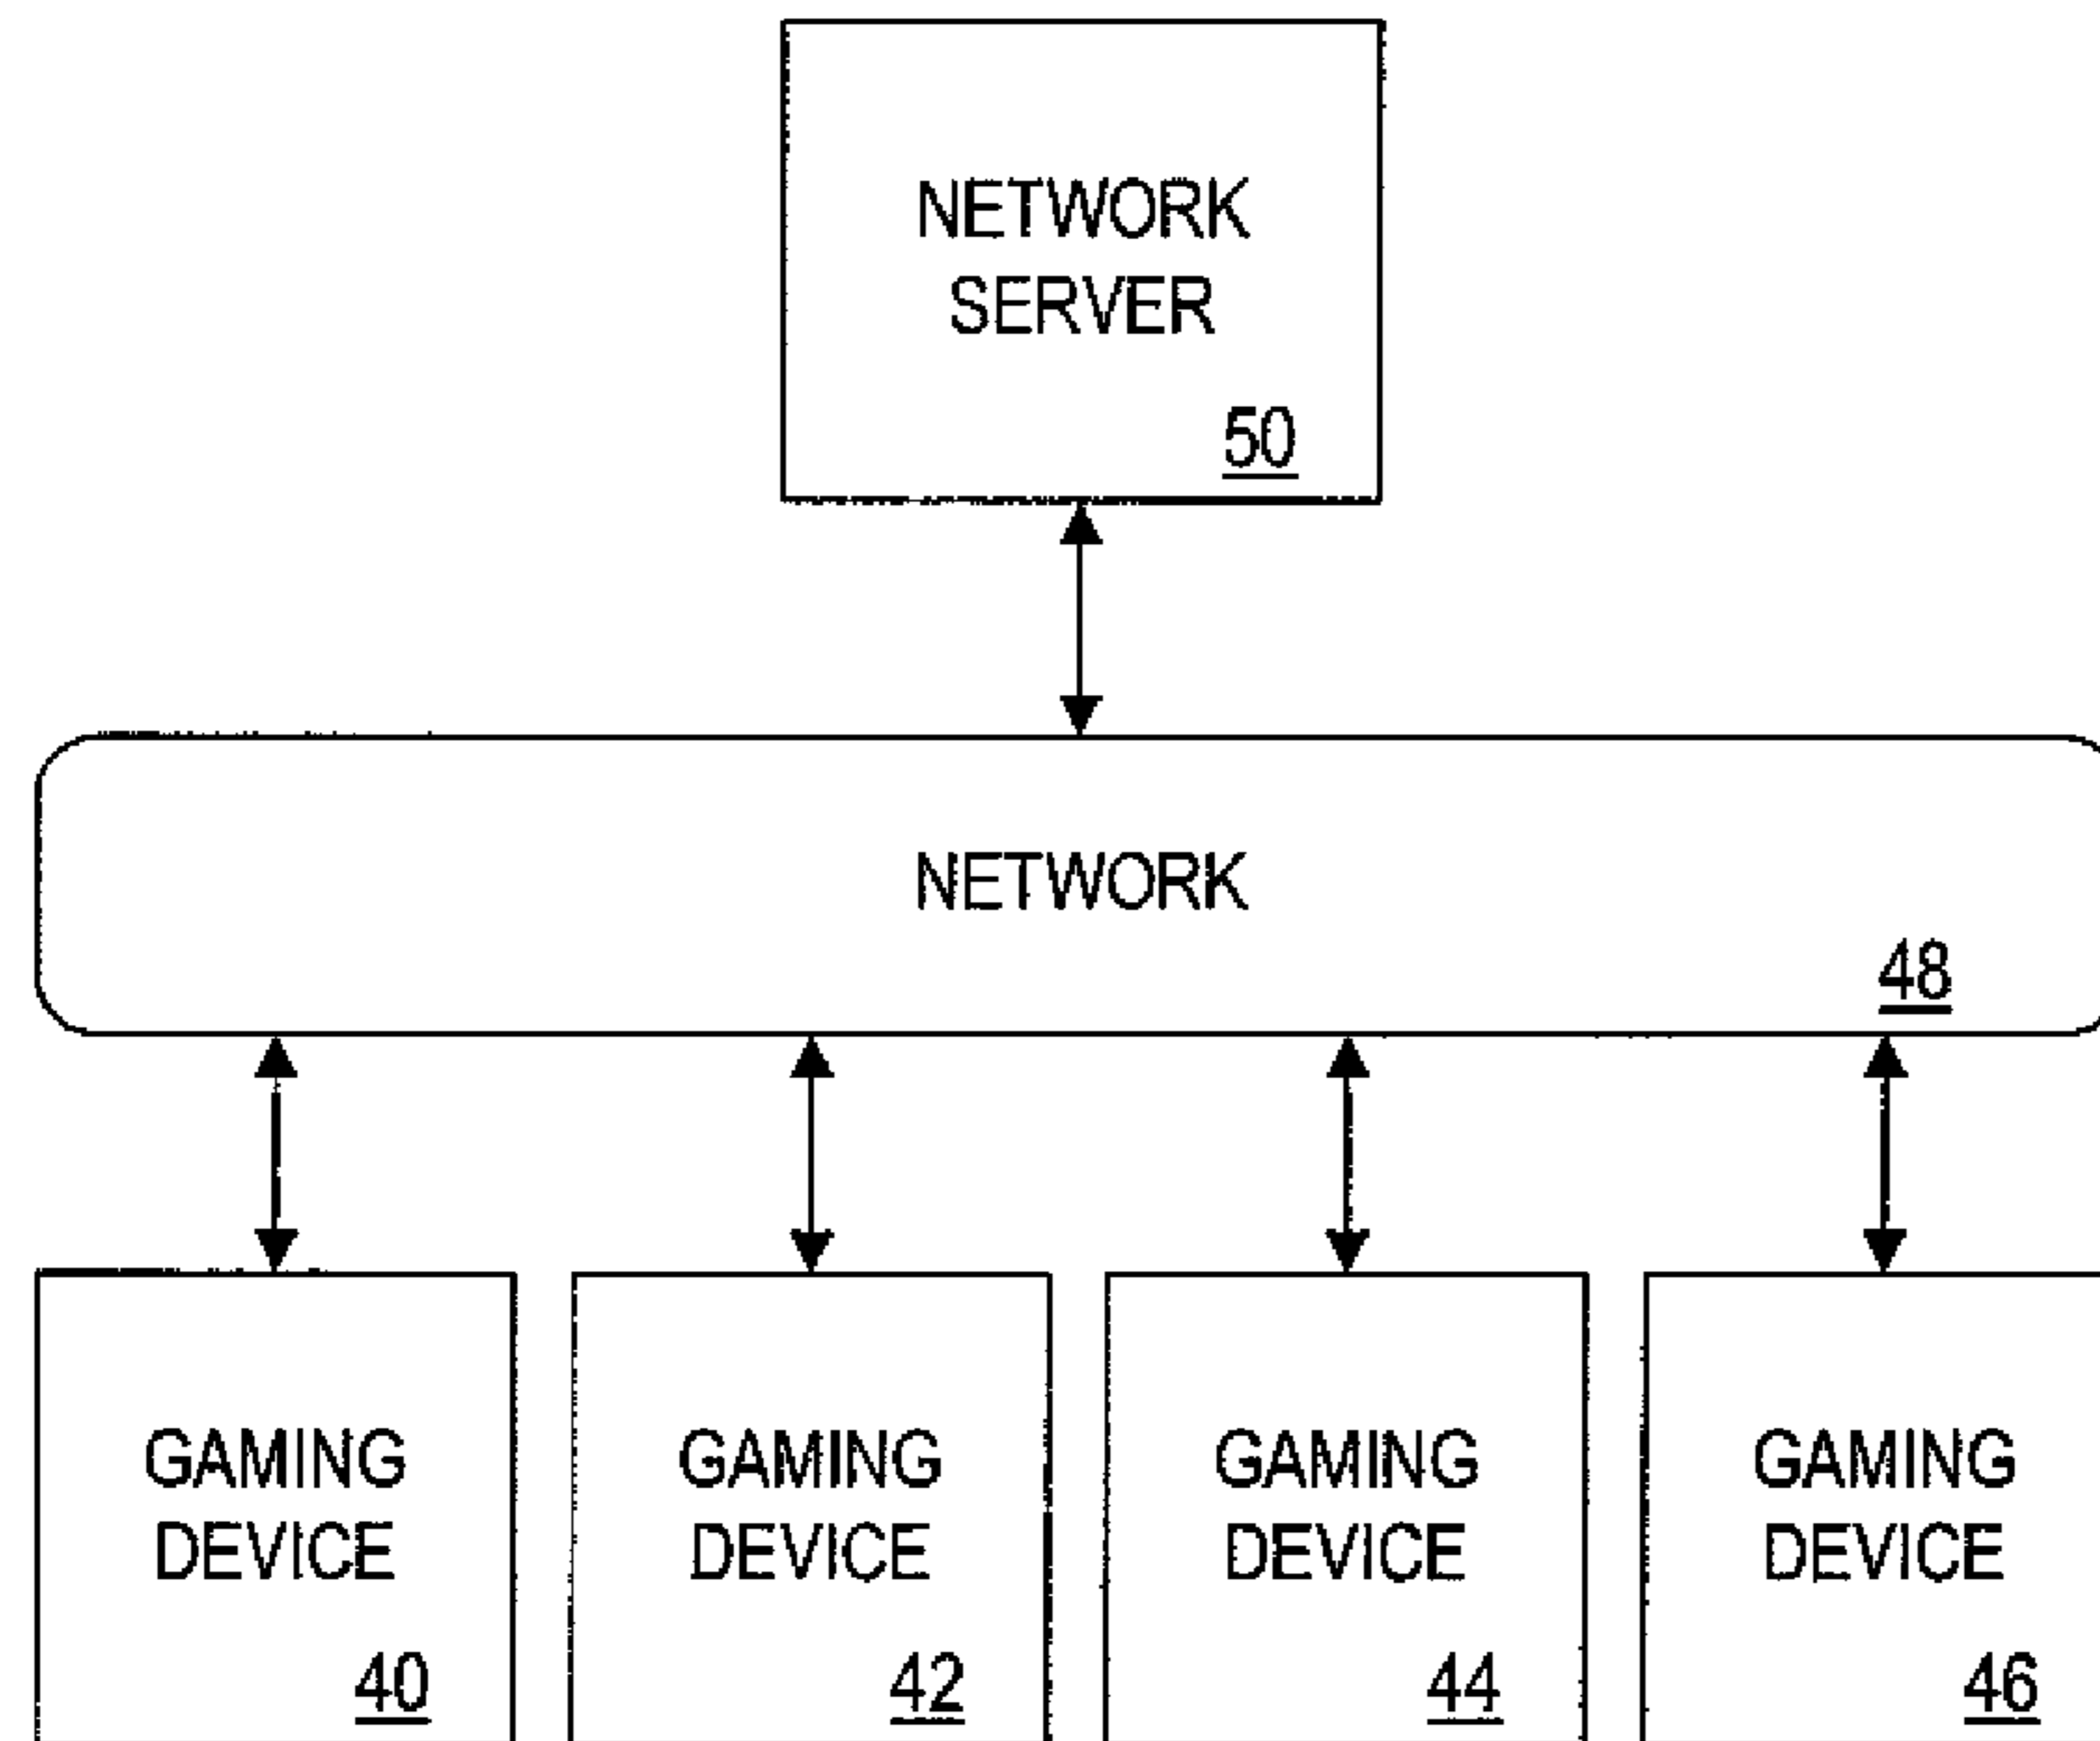 NETWORK
SERVER
50
NETWORK
48
GAMING
DEVICE
40
GAMING
DEVICE
42
GAMING
DEVICE
44
GAMING
DEVICE
46